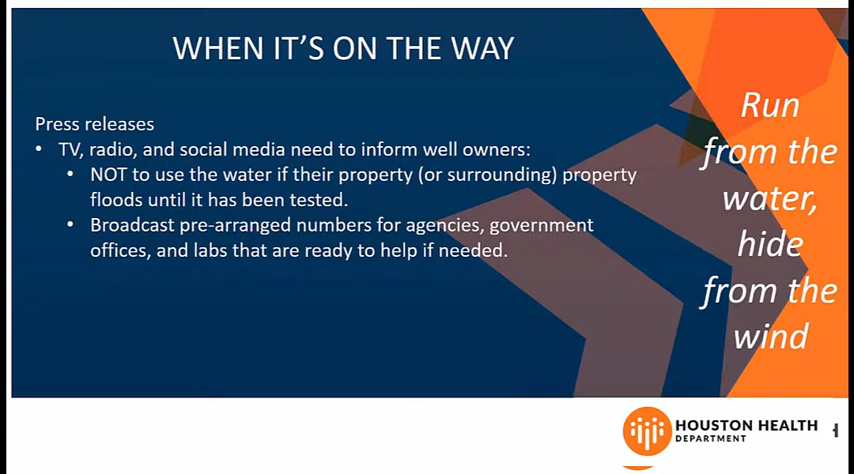 WHEN IT'S ON THE WAY
Press releases
• TV, radio, and social media need to inform well owners:
• NOT to use the water if their property (or surrounding) property
floods until it has been tested.
• Broadcast pre-arranged numbers for agencies, government
offices, and labs that are ready to help if needed.
Run
from the
water,
hide
from the
wind
HOUSTON HEALTH
DEPARTMENT